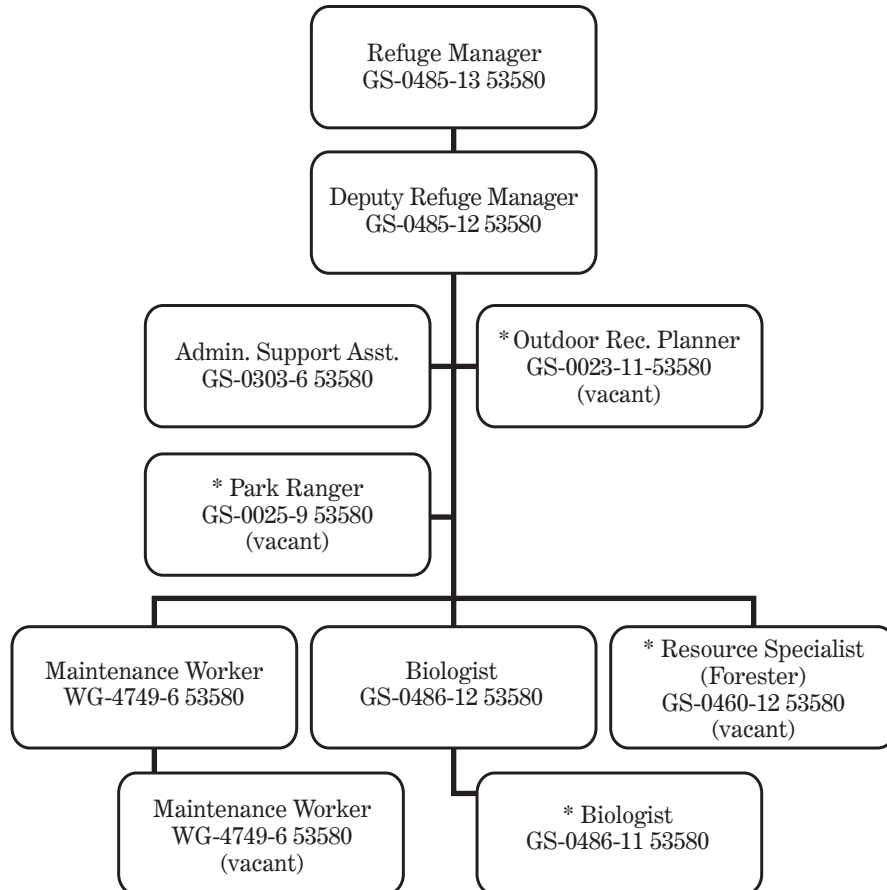 Refuge Manager
GS-0485-13 53580
Deputy Refuge Manager
GS-0485-12 53580
Admin. Support Asst.
GS-0303-6 53580
* Outdoor Rec. Planner
GS-0023-11-53580
(vacant)
* Park Ranger
GS-0025-9 53580
(vacant)
Maintenance Worker
WG-4749-6 53580
Biologist
GS-0486-12 53580
* Resource Specialist
(Forester)
GS-0460-12 53580
(vacant)
Maintenance Worker
WG-4749-6 53580
(vacant)
* Biologist
GS-0486-11 53580